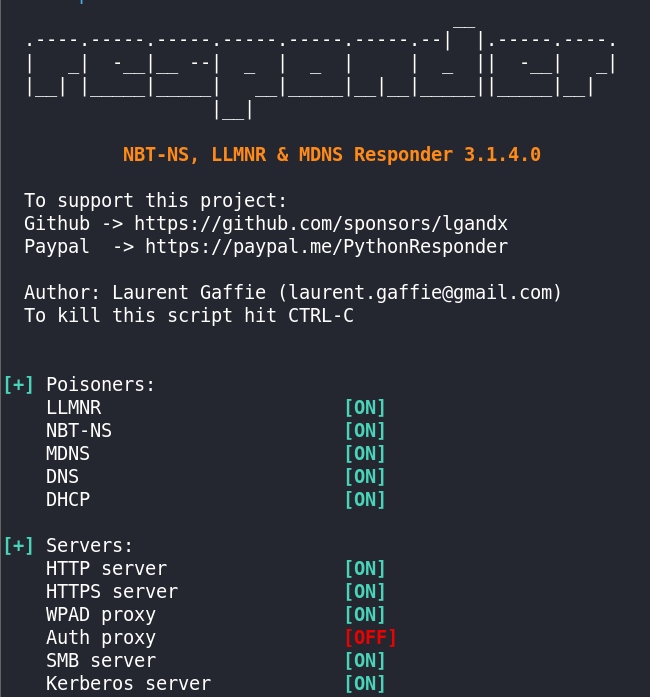 responder
NBT-NS, LLMNR & MDNS Responder 3.1.4.0
To support this project:
Github -> https://github.com/sponsors/lgandx
Paypal  -> https://paypal.me/PythonResponder
Author: Laurent Gaffie (laurent.gaffie@gmail.com)
To kill this script hit CTRL-C
[+] Poisoners:
LLMNR [ON]
NBT-NS [ON]
MDNS [ON]
DNS [ON]
DHCP [ON]
[+] Servers:
HTTP server [ON]
HTTPS server [ON]
WPAD proxy [ON]
Auth proxy [OFF]
SMB server [ON]
Kerberos server [ON]